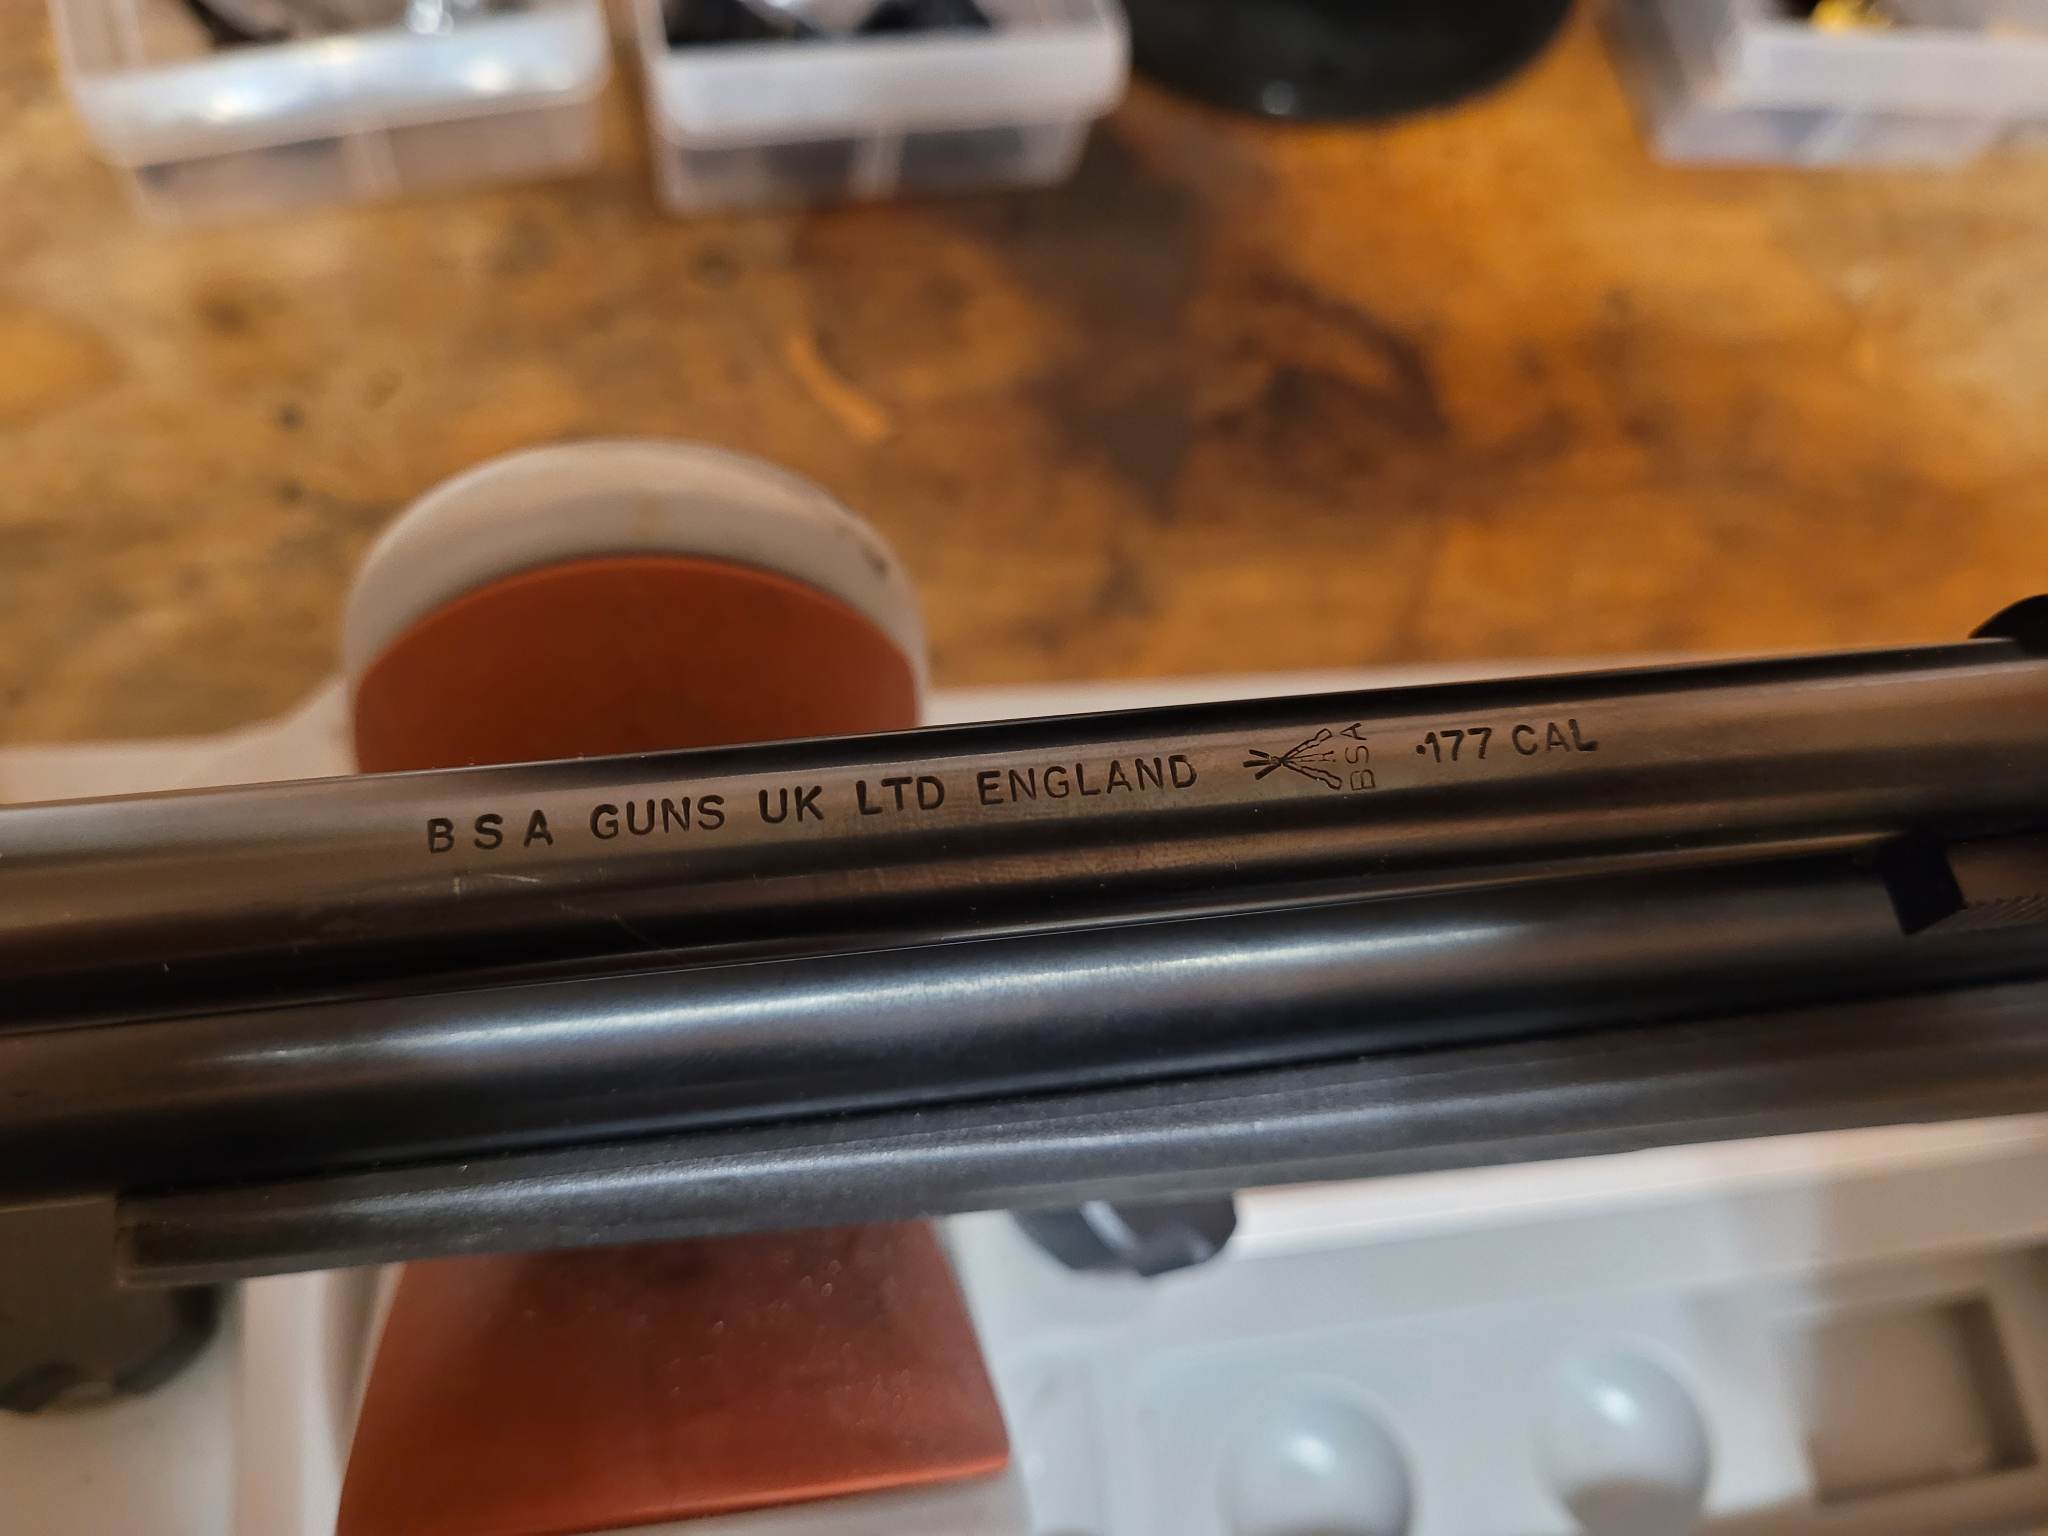 BSA GUNS UK LTD ENGLAND BSA .177 CAL